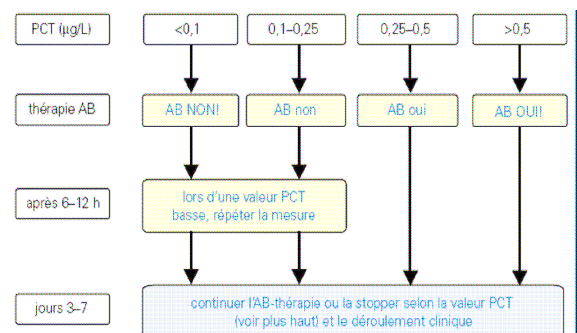 PCT (µg/L) <0,1 0,1–0,25 0,25–0,5 >0,5
thérapie AB AB NON! AB non AB oui AB OUI!
après 6–12 h
lors d'une valeur PCT
basse, répéter la mesure
jours 3–7
continuer l'AB-thérapie ou la stopper selon la valeur PCT
(voir plus haut) et le déroulement clinique